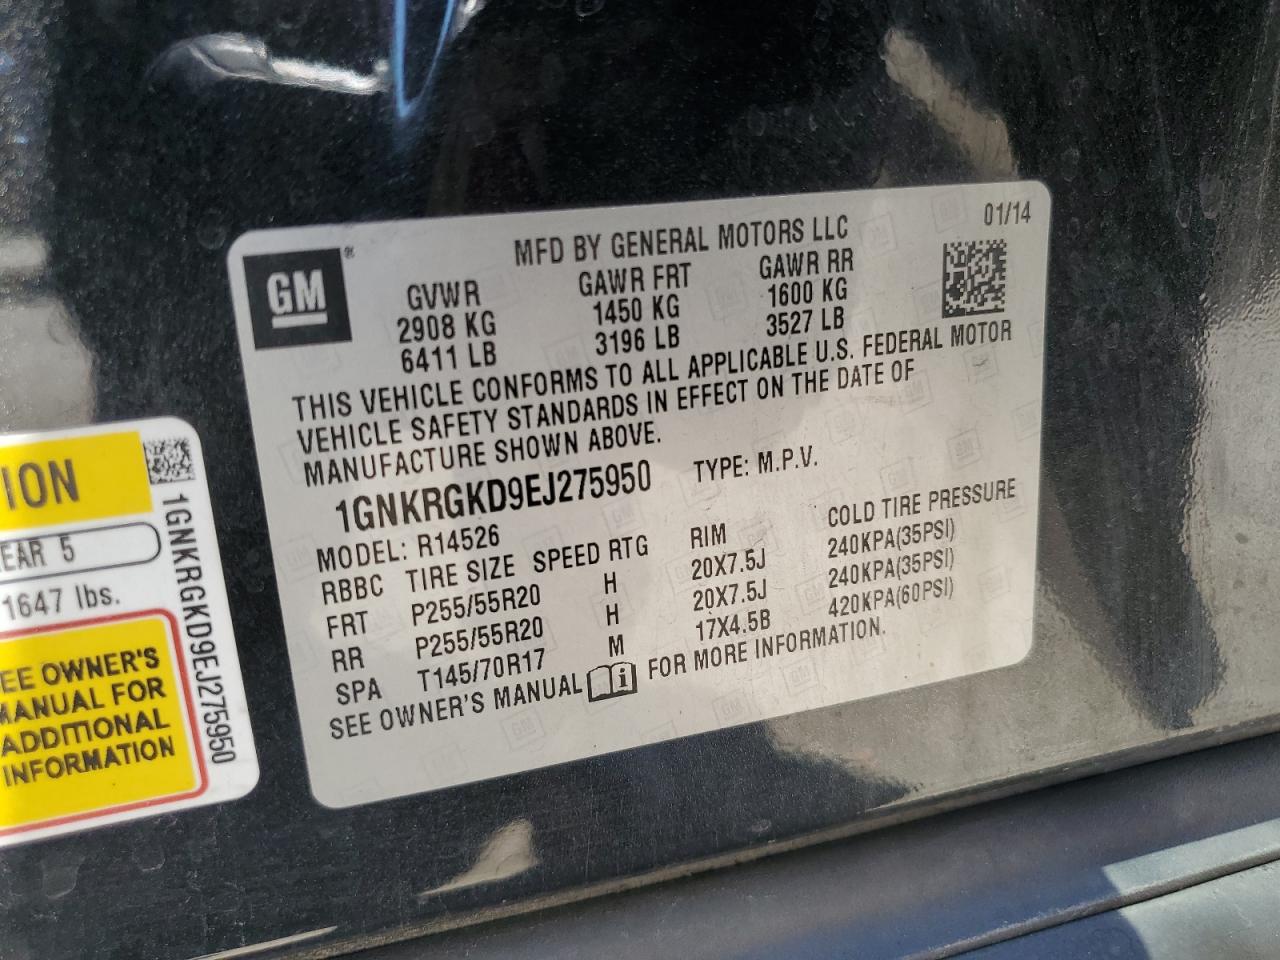 GM
®
MFD BY GENERAL MOTORS LLC
01/14
GVWR GAWR FRT GAWR RR
2908 KG 1450 KG 1600 KG
6411 LB 3196 LB 3527 LB
THIS VEHICLE CONFORMS TO ALL APPLICABLE U.S. FEDERAL MOTOR
VEHICLE SAFETY STANDARDS IN EFFECT ON THE DATE OF
MANUFACTURE SHOWN ABOVE.
1GNKRGKD9EJ275950 TYPE: M.P.V.
MODEL: R14526
RBBC TIRE SIZE SPEED RTG RIM COLD TIRE PRESSURE
FRT P255/55R20 H 20X7.5J 240KPA(35PSI)
RR P255/55R20 H 20X7.5J 240KPA(35PSI)
SPA T145/70R17 M 17X4.5B 420KPA(60PSI)
SEE OWNER'S MANUAL FOR MORE INFORMATION.
ION
EAR 5
1647 lbs.
EE OWNER'S
MANUAL FOR
ADDITIONAL
INFORMATION
1GNKRGKD9EJ275950